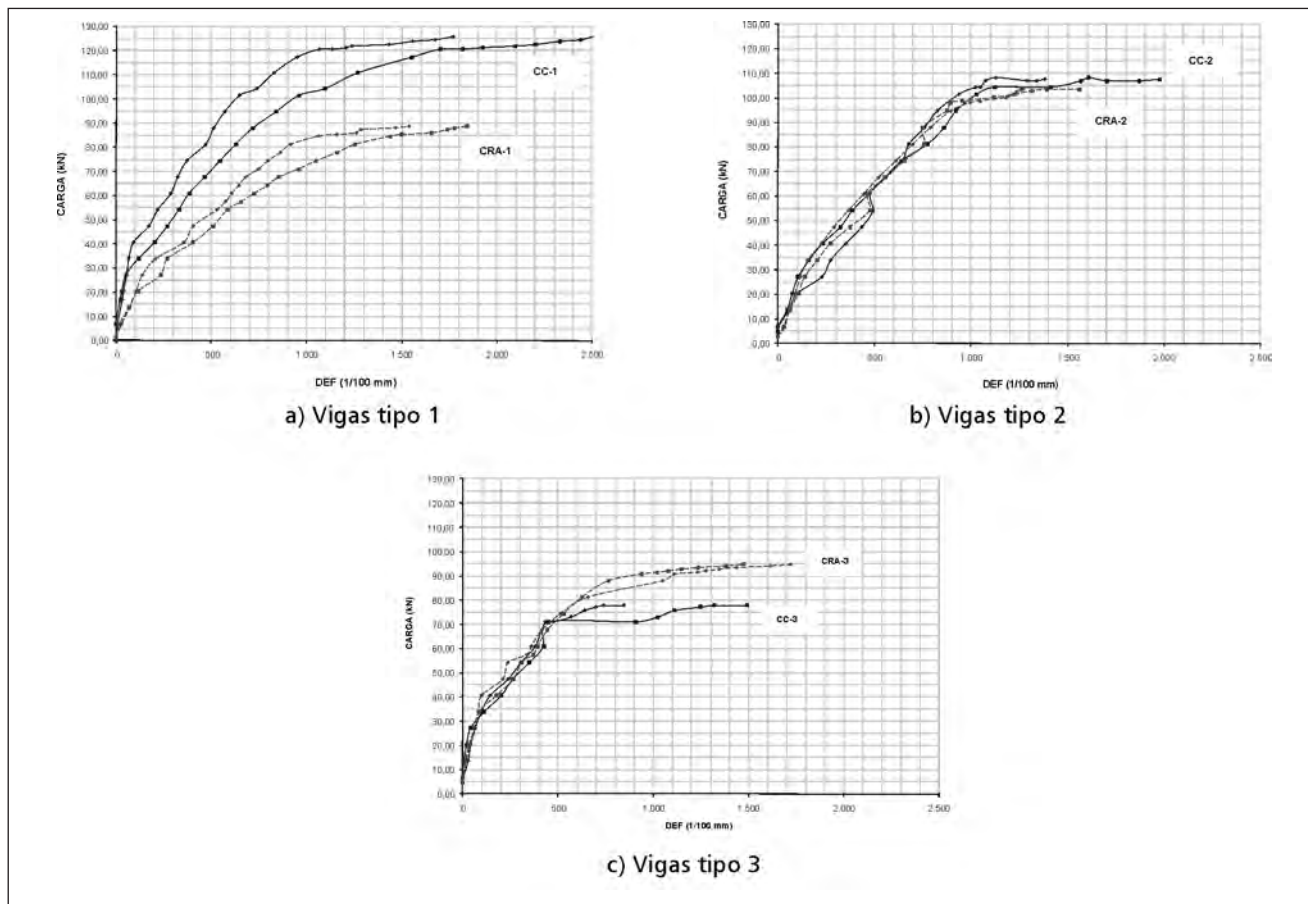 130,00
120,00
110,00
100,00
90,00
80,00
70,00
60,00
50,00
40,00
30,00
20,00
10,00
0,00
CARGA (kN)
CC-1
CRA-1
0 500 1.000 1.500 2.000 2.500
DEF (1/100 mm)
a) Vigas tipo 1
130,00
120,00
110,00
100,00
90,00
80,00
70,00
60,00
50,00
40,00
30,00
20,00
10,00
0,00
CARGA (kN)
CC-2
CRA-2
0 500 1.000 1.500 2.000 2.500
DEF (1/100 mm)
b) Vigas tipo 2
130,00
120,00
110,00
100,00
90,00
80,00
70,00
60,00
50,00
40,00
30,00
20,00
10,00
0,00
CARGA (kN)
CRA-3
CC-3
0 500 1.000 1.500 2.000 2.500
DEF (1/100 mm)
c) Vigas tipo 3